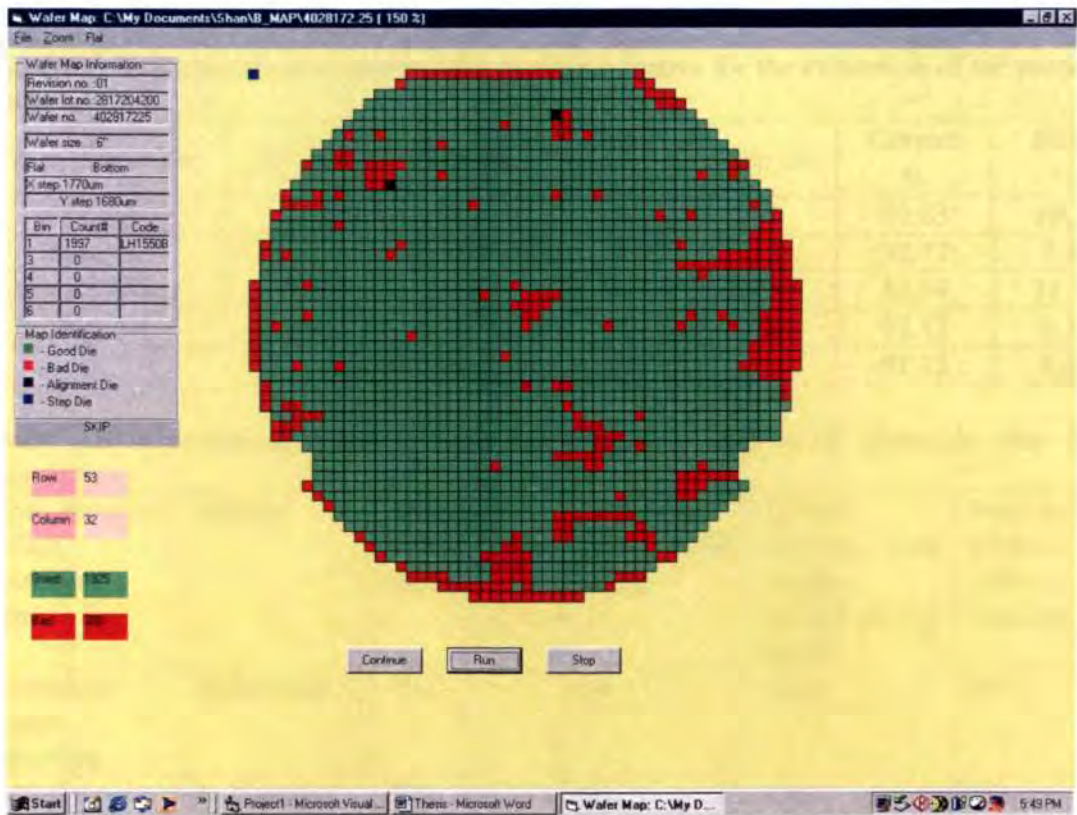 Wafer Map: C:\My Documents\Shan\B_MAP\4028172.25 [ 150 %]
File Zoom Flat
Wafer Map Information
Revision no. :01
Wafer lot no. 2817204200
Wafer no. 402817225
Wafer size 6"
Flat Bottom
X step 1770um
Y step 1680um
Bin Count# Code
1 1997 LH1550B
3 0
4 0
5 0
6 0
Map Identification
- Good Die
- Bad Die
- Alignment Die
- Step Die
SKIP
Row 53
Column 32
Good 1925
Bad
Continue Run Stop
Start Project1 - Microsoft Visual ... Thesis - Microsoft Word Wafer Map: C:\My D... 5:49 PM